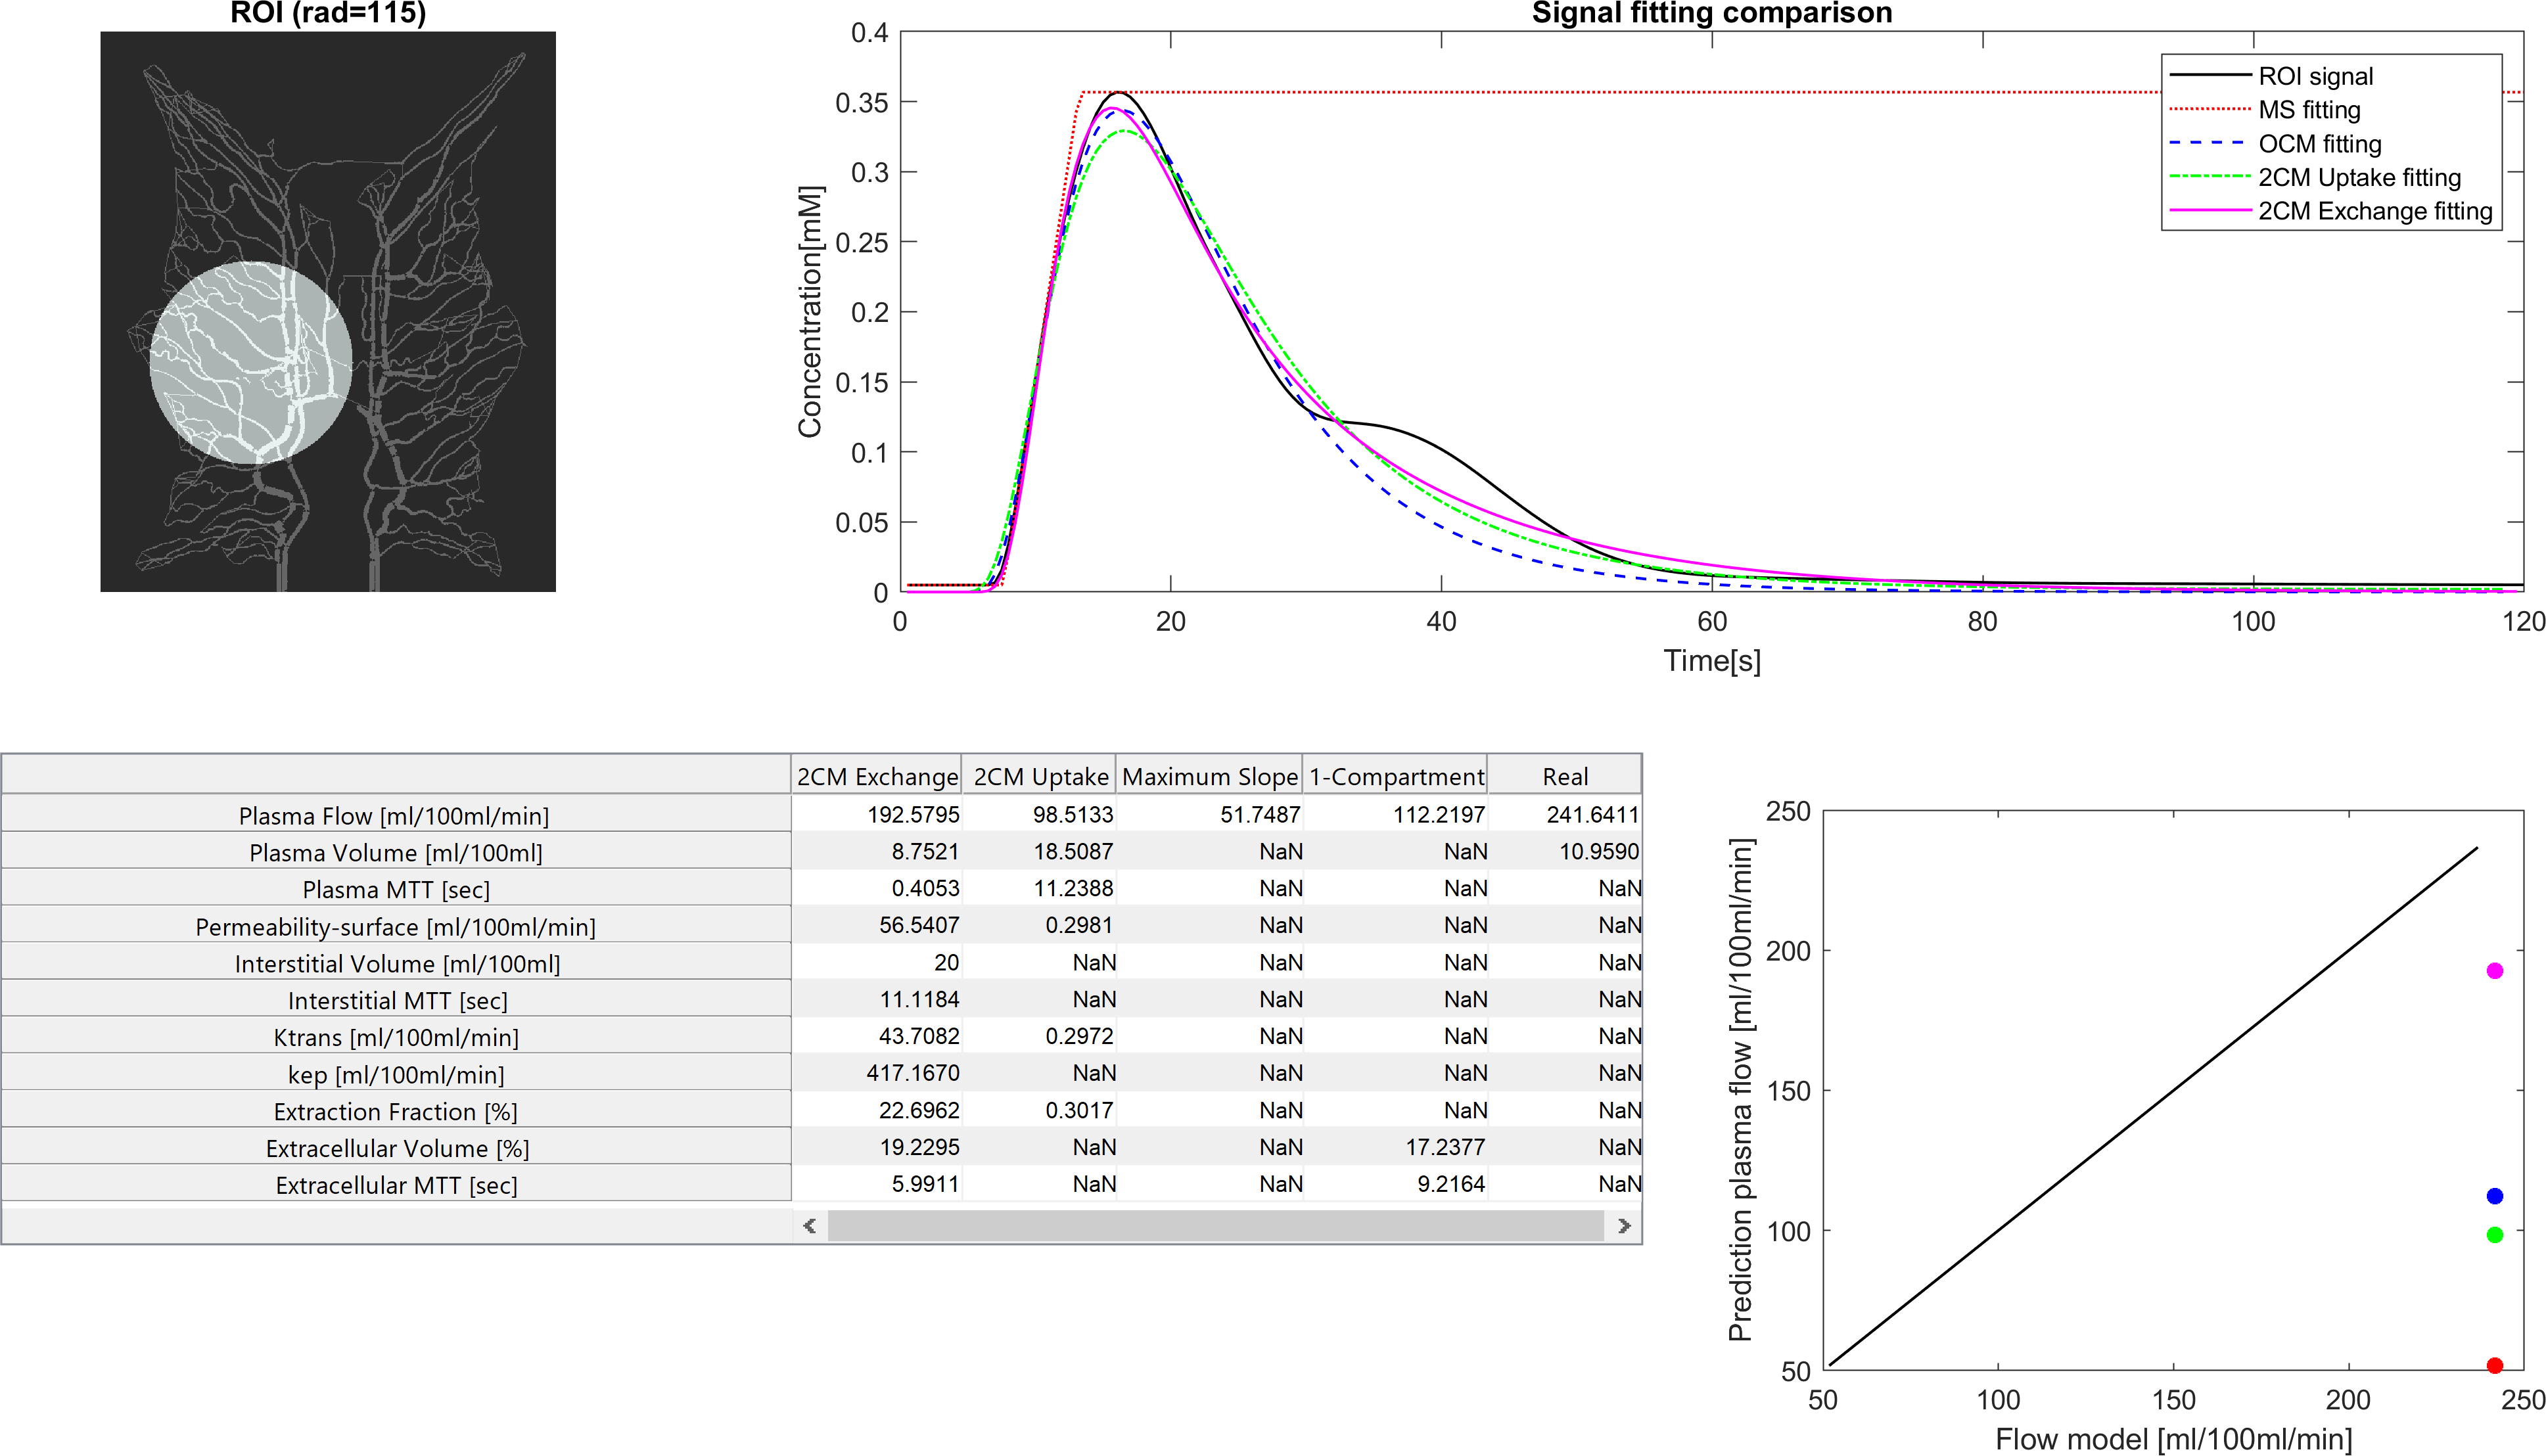 ROI (rad=115)
Signal fitting comparison
0.4
0.35
0.3
0.25
0.2
0.15
0.1
0.05
0
Concentration[mM]
0 20 40 60 80 100 120
Time[s]
ROI signal
MS fitting
OCM fitting
2CM Uptake fitting
2CM Exchange fitting
2CM Exchange 2CM Uptake Maximum Slope 1-Compartment Real
Plasma Flow [ml/100ml/min] 192.5795 98.5133 51.7487 112.2197 241.6411
Plasma Volume [ml/100ml] 8.7521 18.5087 NaN NaN 10.9590
Plasma MTT [sec] 0.4053 11.2388 NaN NaN NaN
Permeability-surface [ml/100ml/min] 56.5407 0.2981 NaN NaN NaN
Interstitial Volume [ml/100ml] 20 NaN NaN NaN NaN
Interstitial MTT [sec] 11.1184 NaN NaN NaN NaN
Ktrans [ml/100ml/min] 43.7082 0.2972 NaN NaN NaN
kep [ml/100ml/min] 417.1670 NaN NaN NaN NaN
Extraction Fraction [%] 22.6962 0.3017 NaN NaN NaN
Extracellular Volume [%] 19.2295 NaN NaN 17.2377 NaN
Extracellular MTT [sec] 5.9911 NaN NaN 9.2164 NaN
250
200
150
100
50
Prediction plasma flow [ml/100ml/min]
50 100 150 200 250
Flow model [ml/100ml/min]